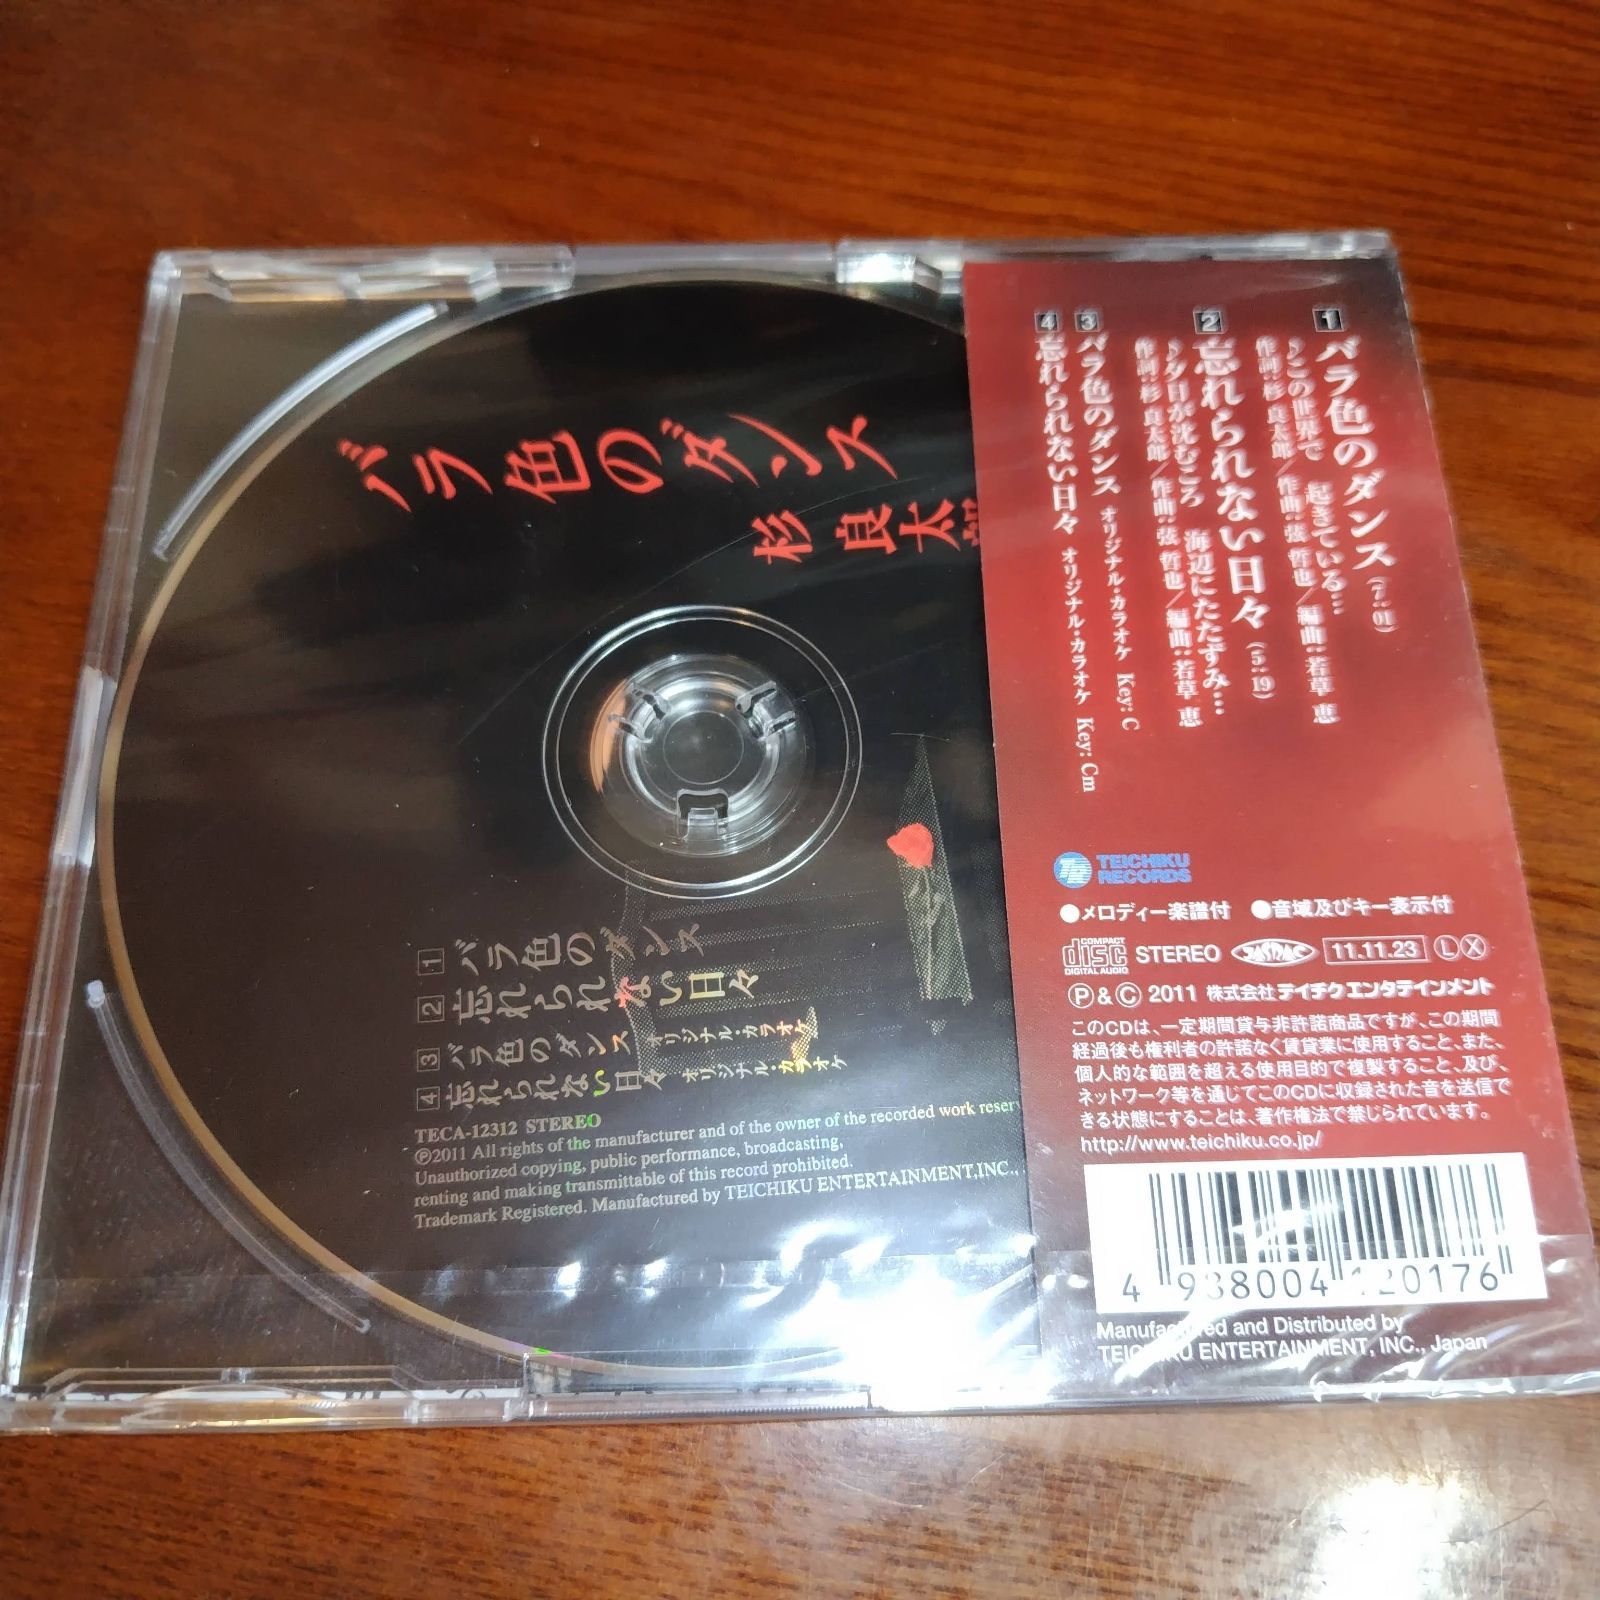 バラ色のダンス
杉 良太
1 バラ色のダンス
2 忘れられない日々
3 バラ色のダンス オリジナル・カラオケ
4 忘れられない日々 オリジナル・カラオケ
TECA-12312 STEREO
Ⓟ2011 All rights of the manufacturer and of the owner of the recorded work reser
Unauthorized copying, public performance, broadcasting,
renting and making transmittable of this record prohibited.
Trademark Registered. Manufactured by TEICHIKU ENTERTAINMENT,INC.,
1 バラ色のダンス (7:01)
♪この世界で 起きている…
作詞:杉 良太郎/作曲:弦 哲也/編曲:若草 恵
2 忘れられない日々 (5:19)
♪夕日が沈むころ 海辺にたたずみ…
作詞:杉 良太郎/作曲:弦 哲也/編曲:若草 恵
3 バラ色のダンス オリジナル・カラオケ Key: C
4 忘れられない日々 オリジナル・カラオケ Key: Cm
TEICHIKU
RECORDS
●メロディー楽譜付 ●音域及びキー表示付
COMPACT disc DIGITAL AUDIO STEREO JASRAC 11.11.23 Ⓛ Ⓧ
Ⓟ&Ⓒ 2011 株式会社テイチクエンタテインメント
このCDは、一定期間貸与非許諾商品ですが、この期間
経過後も権利者の許諾なく賃貸業に使用すること、また、
個人的な範囲を超える使用目的で複製すること、及び、
ネットワーク等を通じてこのCDに収録された音を送信で
きる状態にすることは、著作権法で禁じられています。
http://www.teichiku.co.jp/
4 988004 120176
Manufactured and Distributed by
TEICHIKU ENTERTAINMENT, INC., Japan